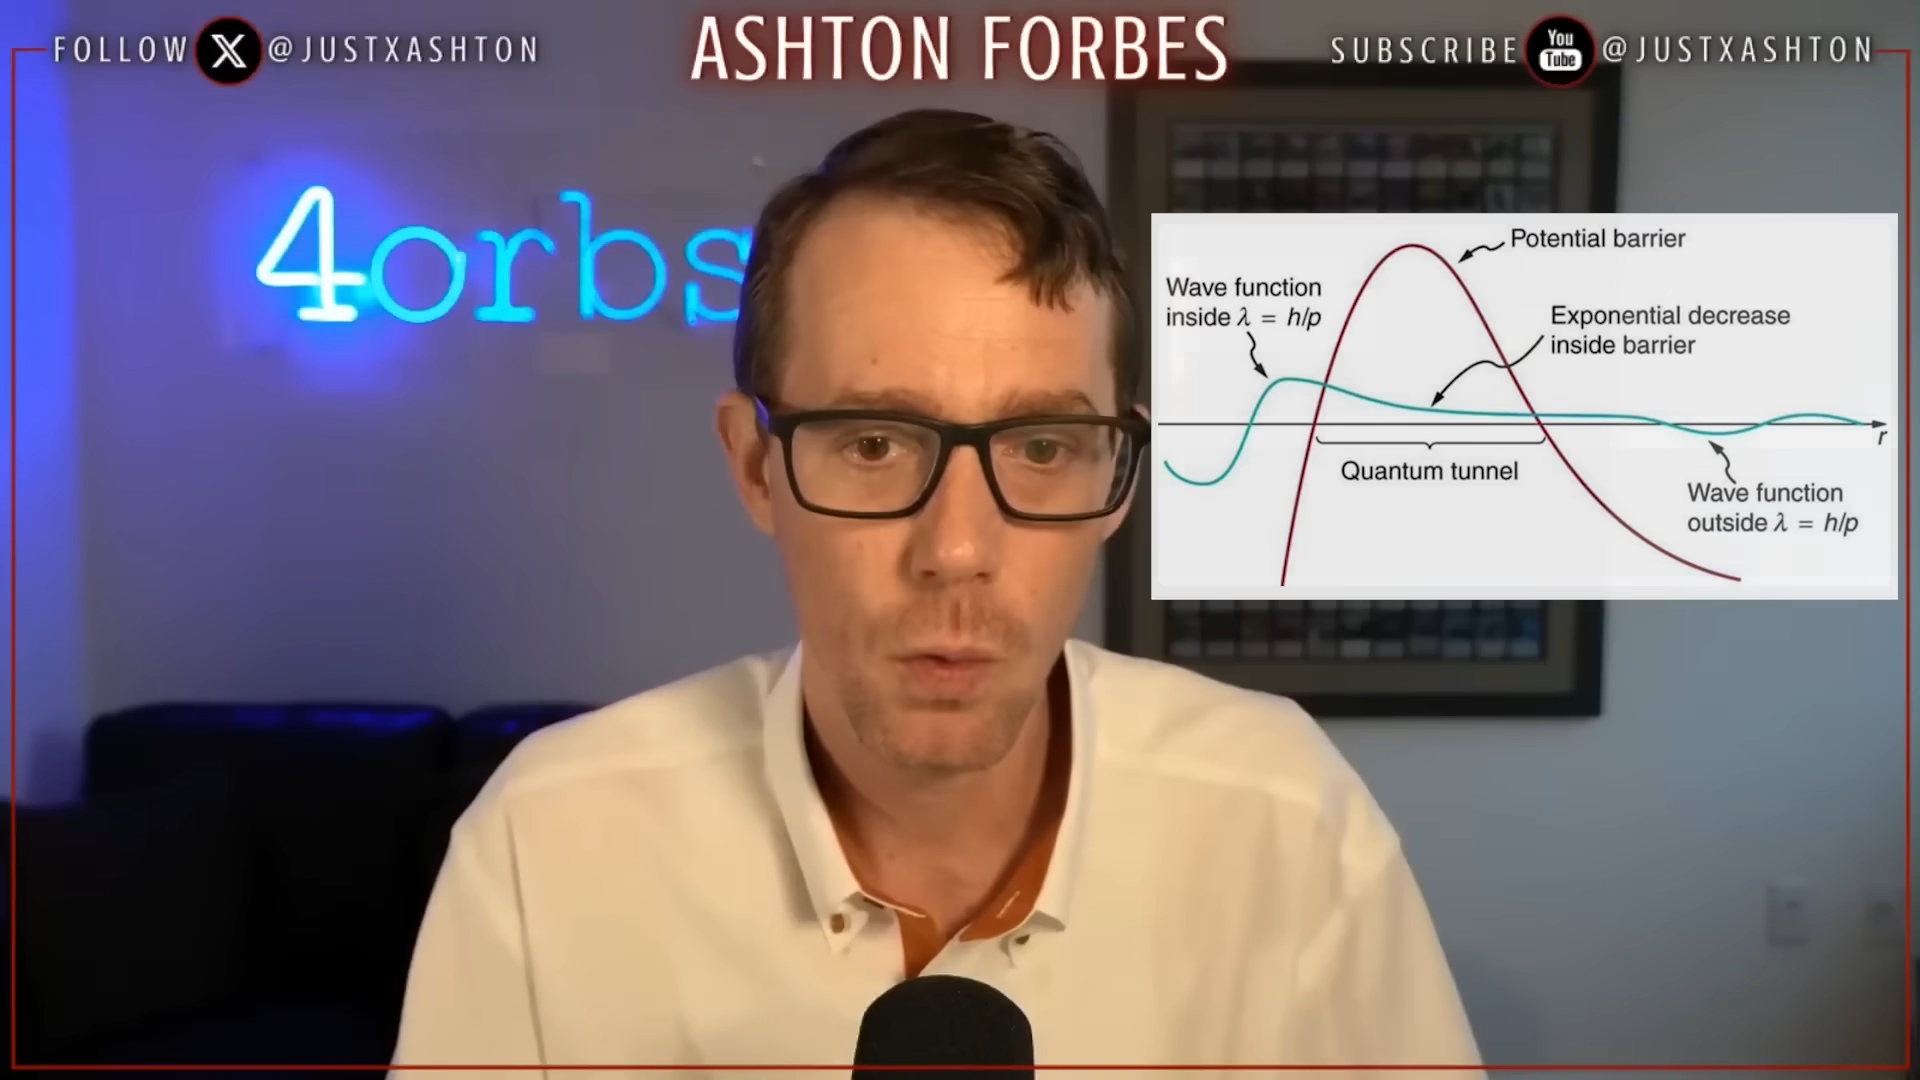 FOLLOW X @JUSTXASHTON
ASHTON FORBES
SUBSCRIBE You Tube @JUSTXASHTON
4orbs
Potential barrier
Wave function
inside λ = h/p
Exponential decrease
inside barrier
r
Quantum tunnel
Wave function
outside λ = h/p